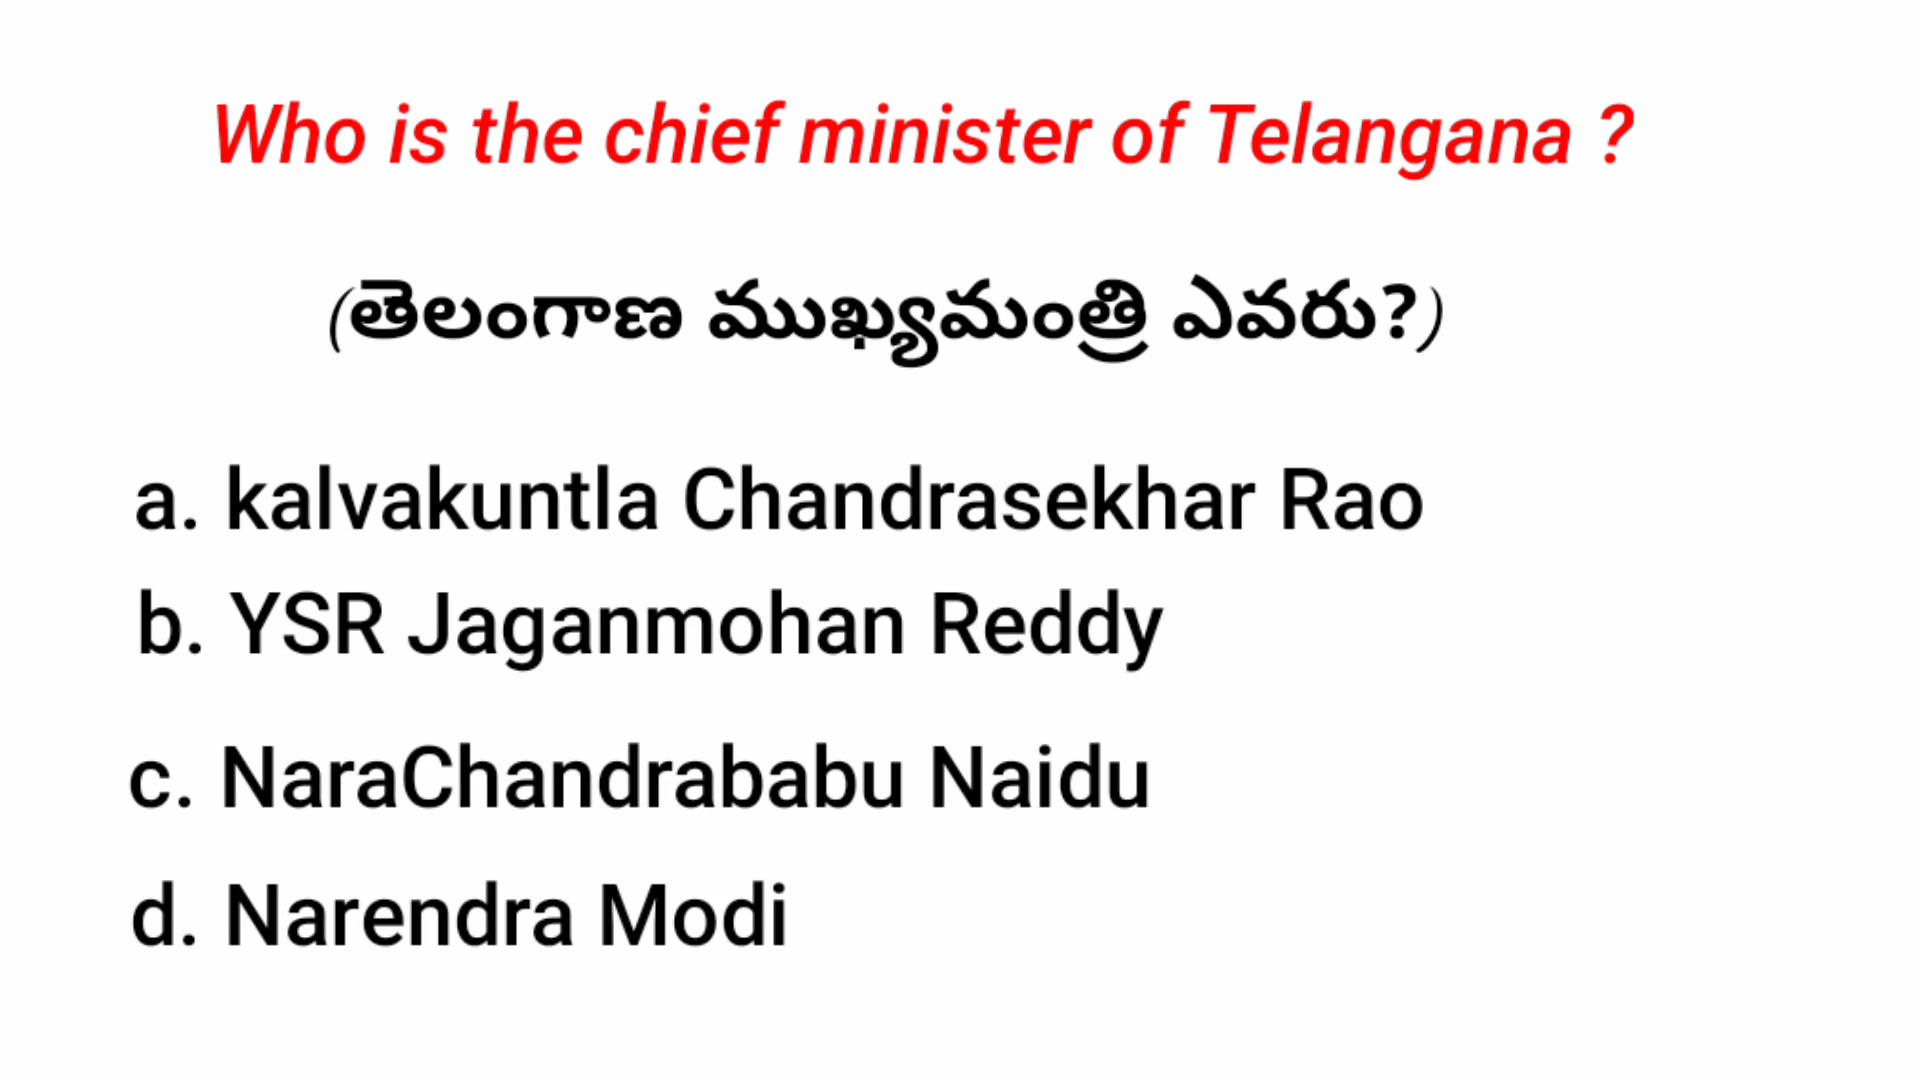 Who is the chief minister of Telangana ?
(తెలంగాణ ముఖ్యమంత్రి ఎవరు?)
a. kalvakuntla Chandrasekhar Rao
b. YSR Jaganmohan Reddy
c. NaraChandrababu Naidu
d. Narendra Modi